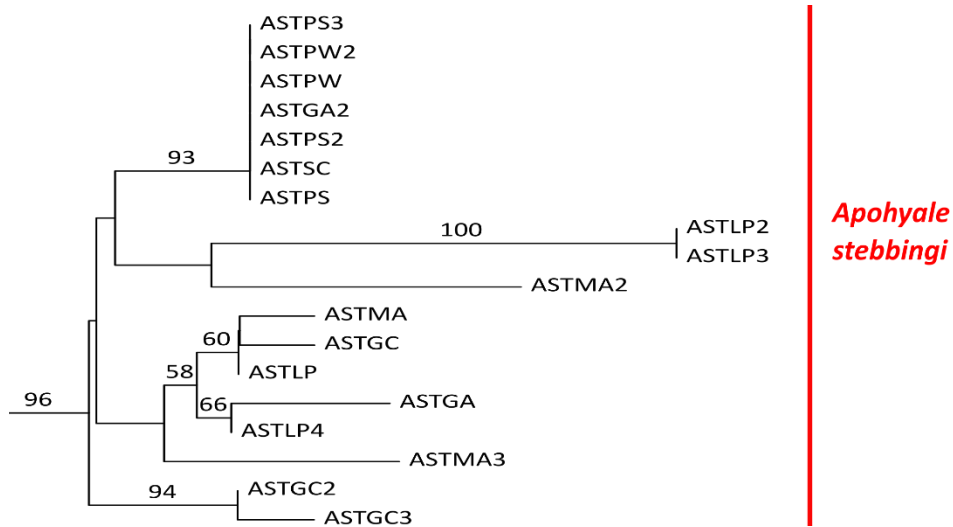 ASTPS3
ASTPW2
ASTPW
ASTGA2
ASTPS2
93
ASTSC
ASTPS
100
ASTLP2
ASTLP3
ASTMA2
ASTMA
60
ASTGC
58
ASTLP
66
ASTGA
96
ASTLP4
ASTMA3
94
ASTGC2
ASTGC3
Apohyale
stebbingi